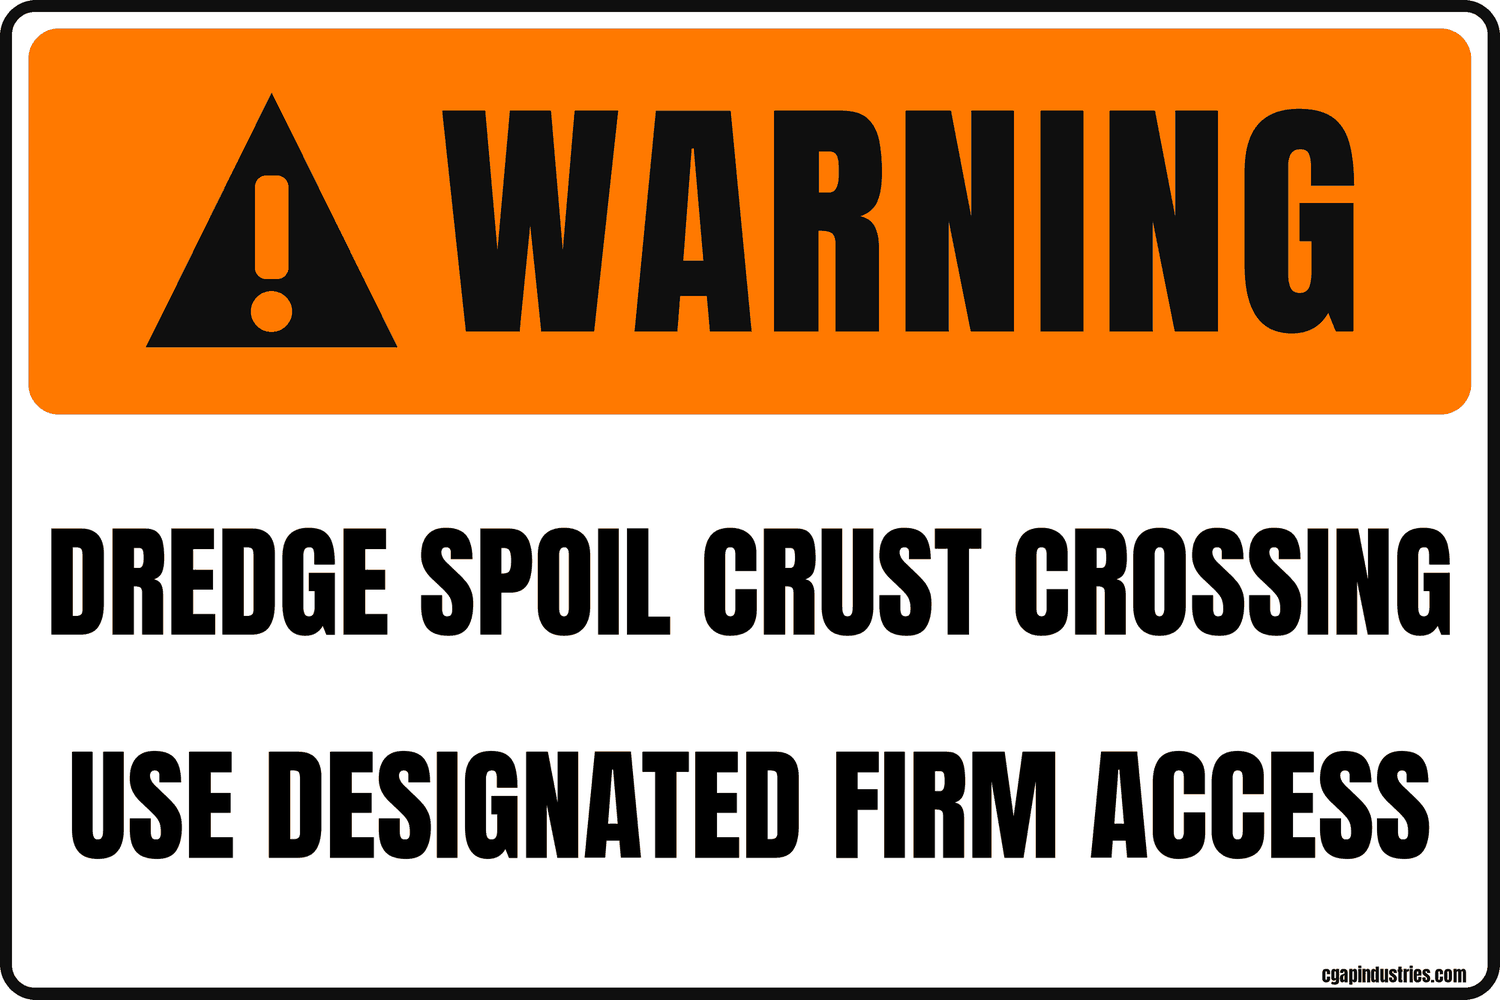 WARNING
DREDGE SPOIL CRUST CROSSING
USE DESIGNATED FIRM ACCESS
cgapindustries.com